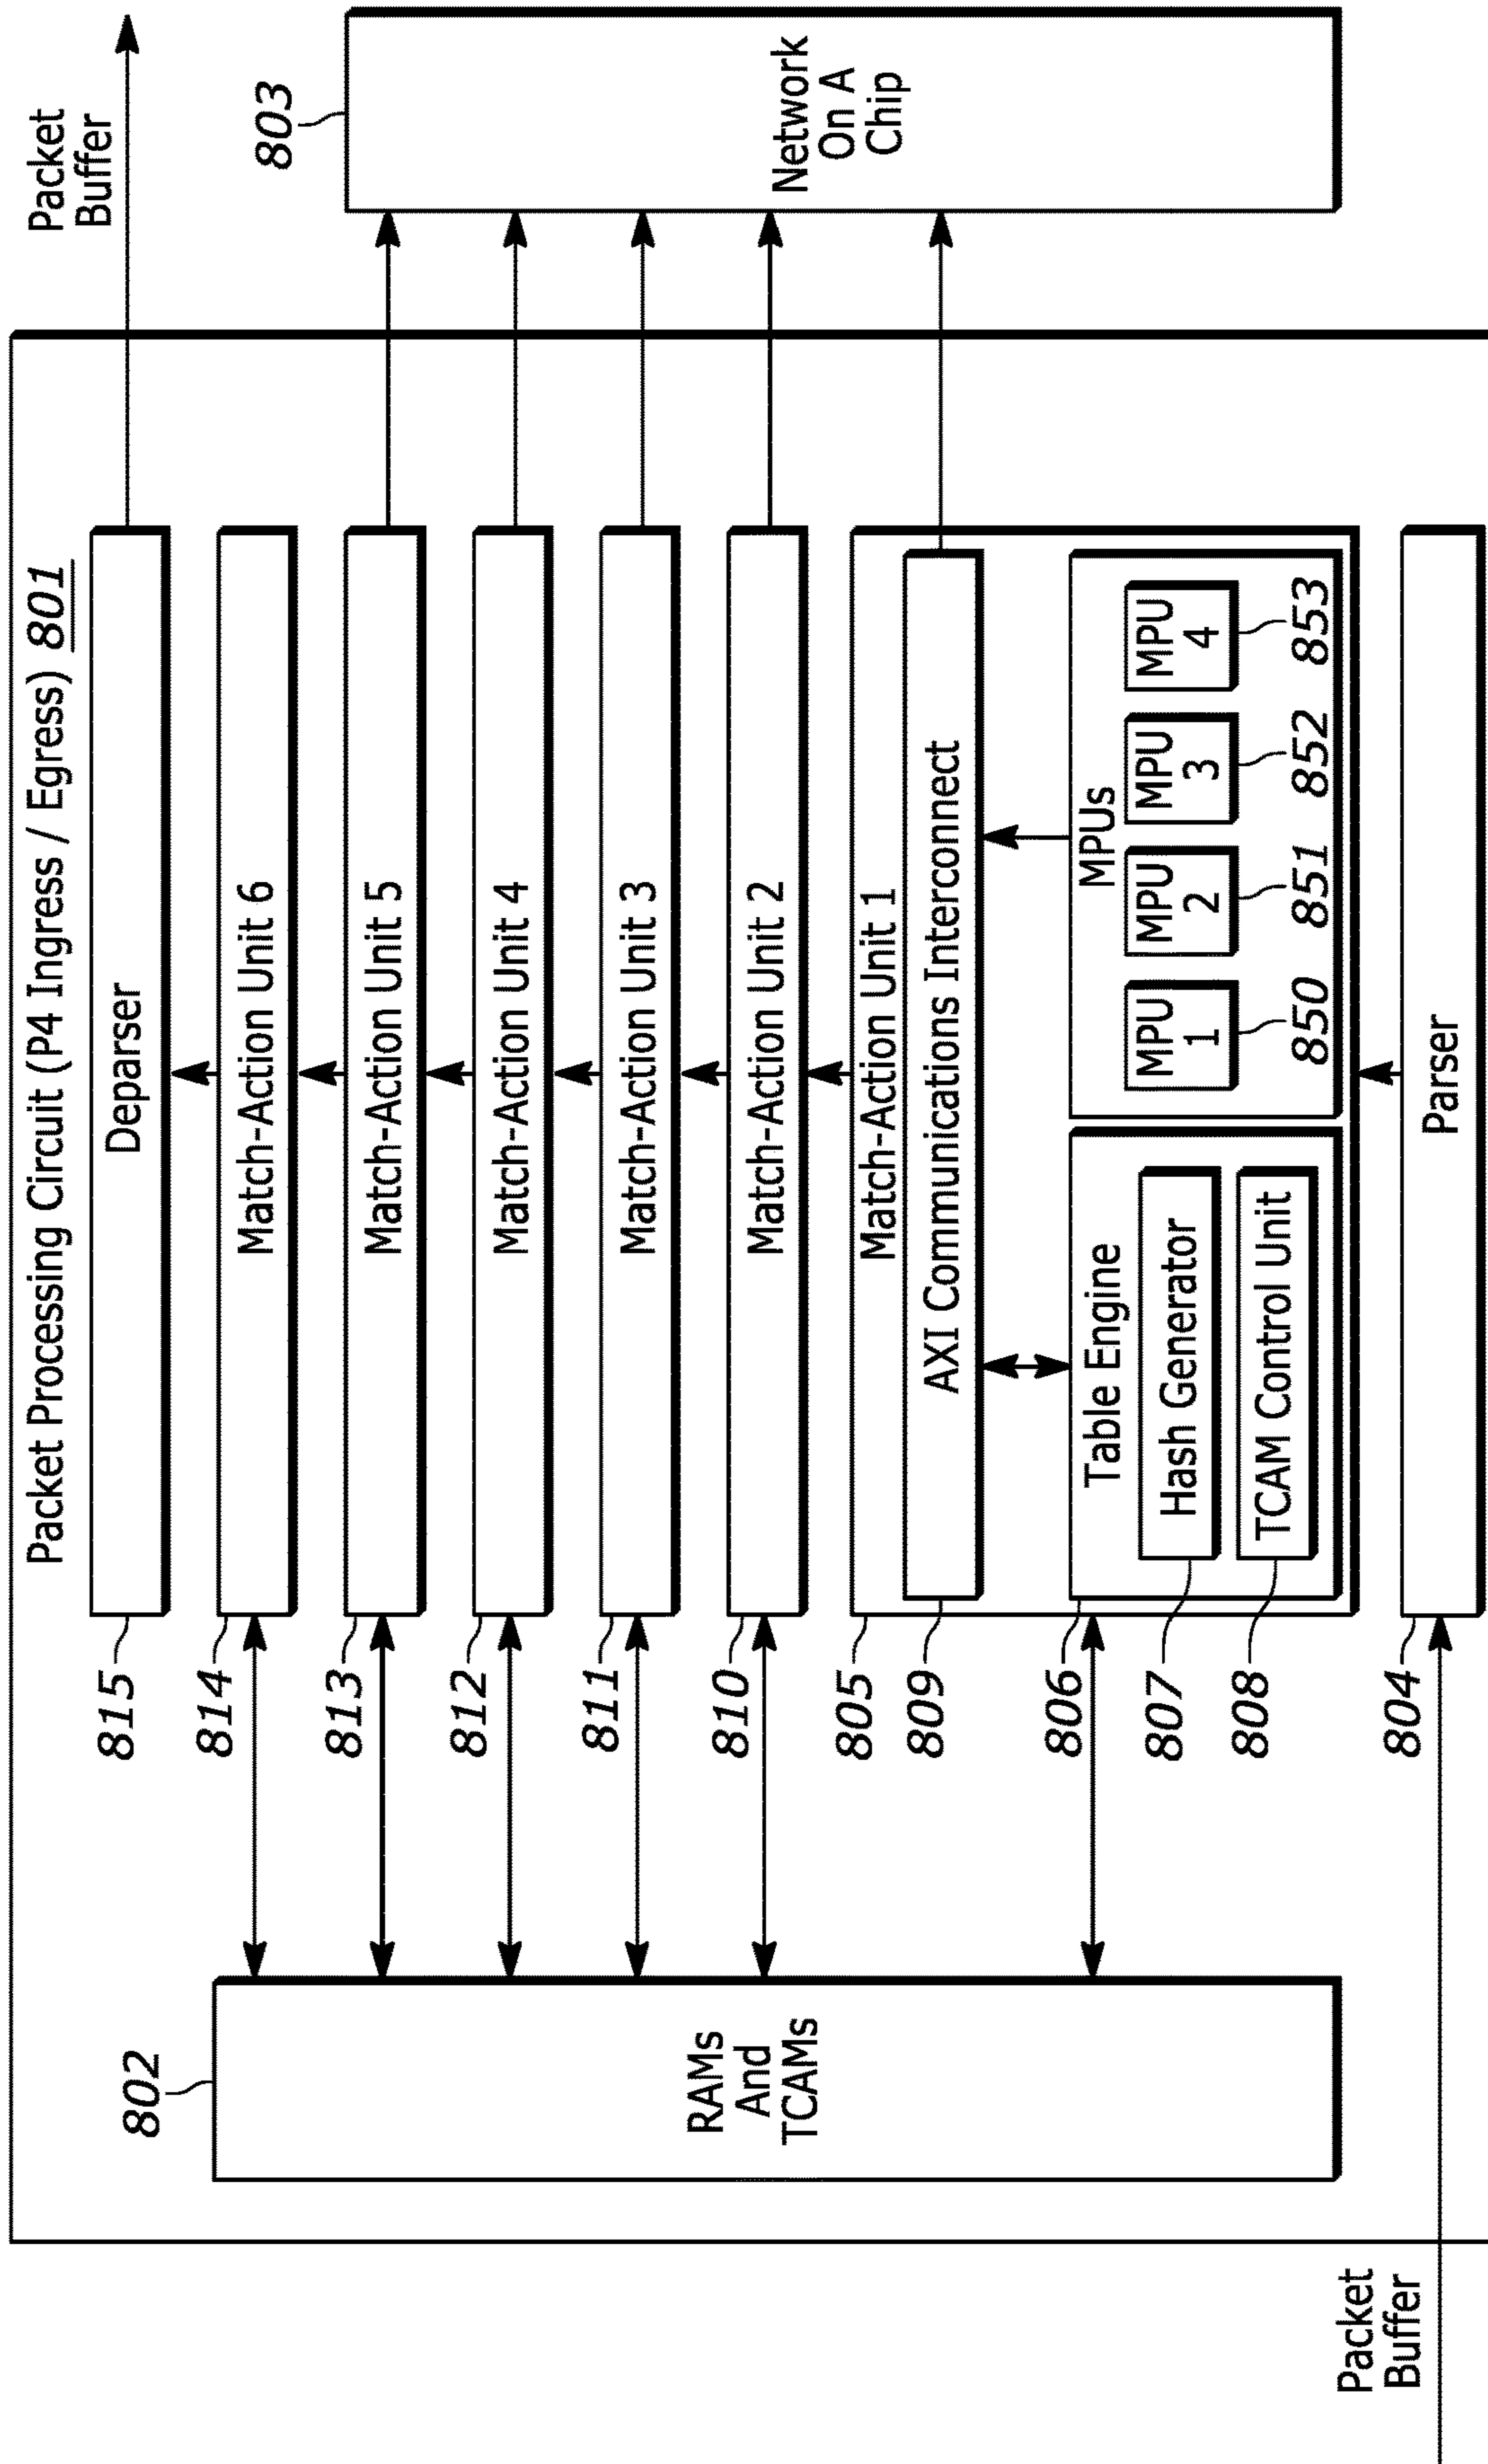 Packet Processing Circuit (P4 Ingress / Egress) 801
Packet
Buffer
815
Deparser
814
Match-Action Unit 6
813
Match-Action Unit 5
812
Match-Action Unit 4
811
Match-Action Unit 3
810
Match-Action Unit 2
805
Match-Action Unit 1
809
AXI Communications Interconnect
806
Table Engine
807
Hash Generator
808
TCAM Control Unit
MPUs
MPU
1
850
MPU
2
851
MPU
3
852
MPU
4
853
804
Parser
802
RAMs
And
TCAMs
803
Network
On A
Chip
Packet
Buffer